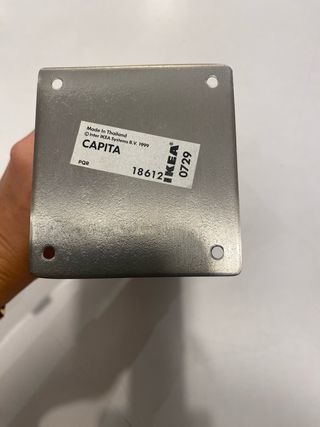 Made in Thailand
© Inter IKEA Systems B.V. 1999
CAPITA
PQR
18612
IKEA
0729